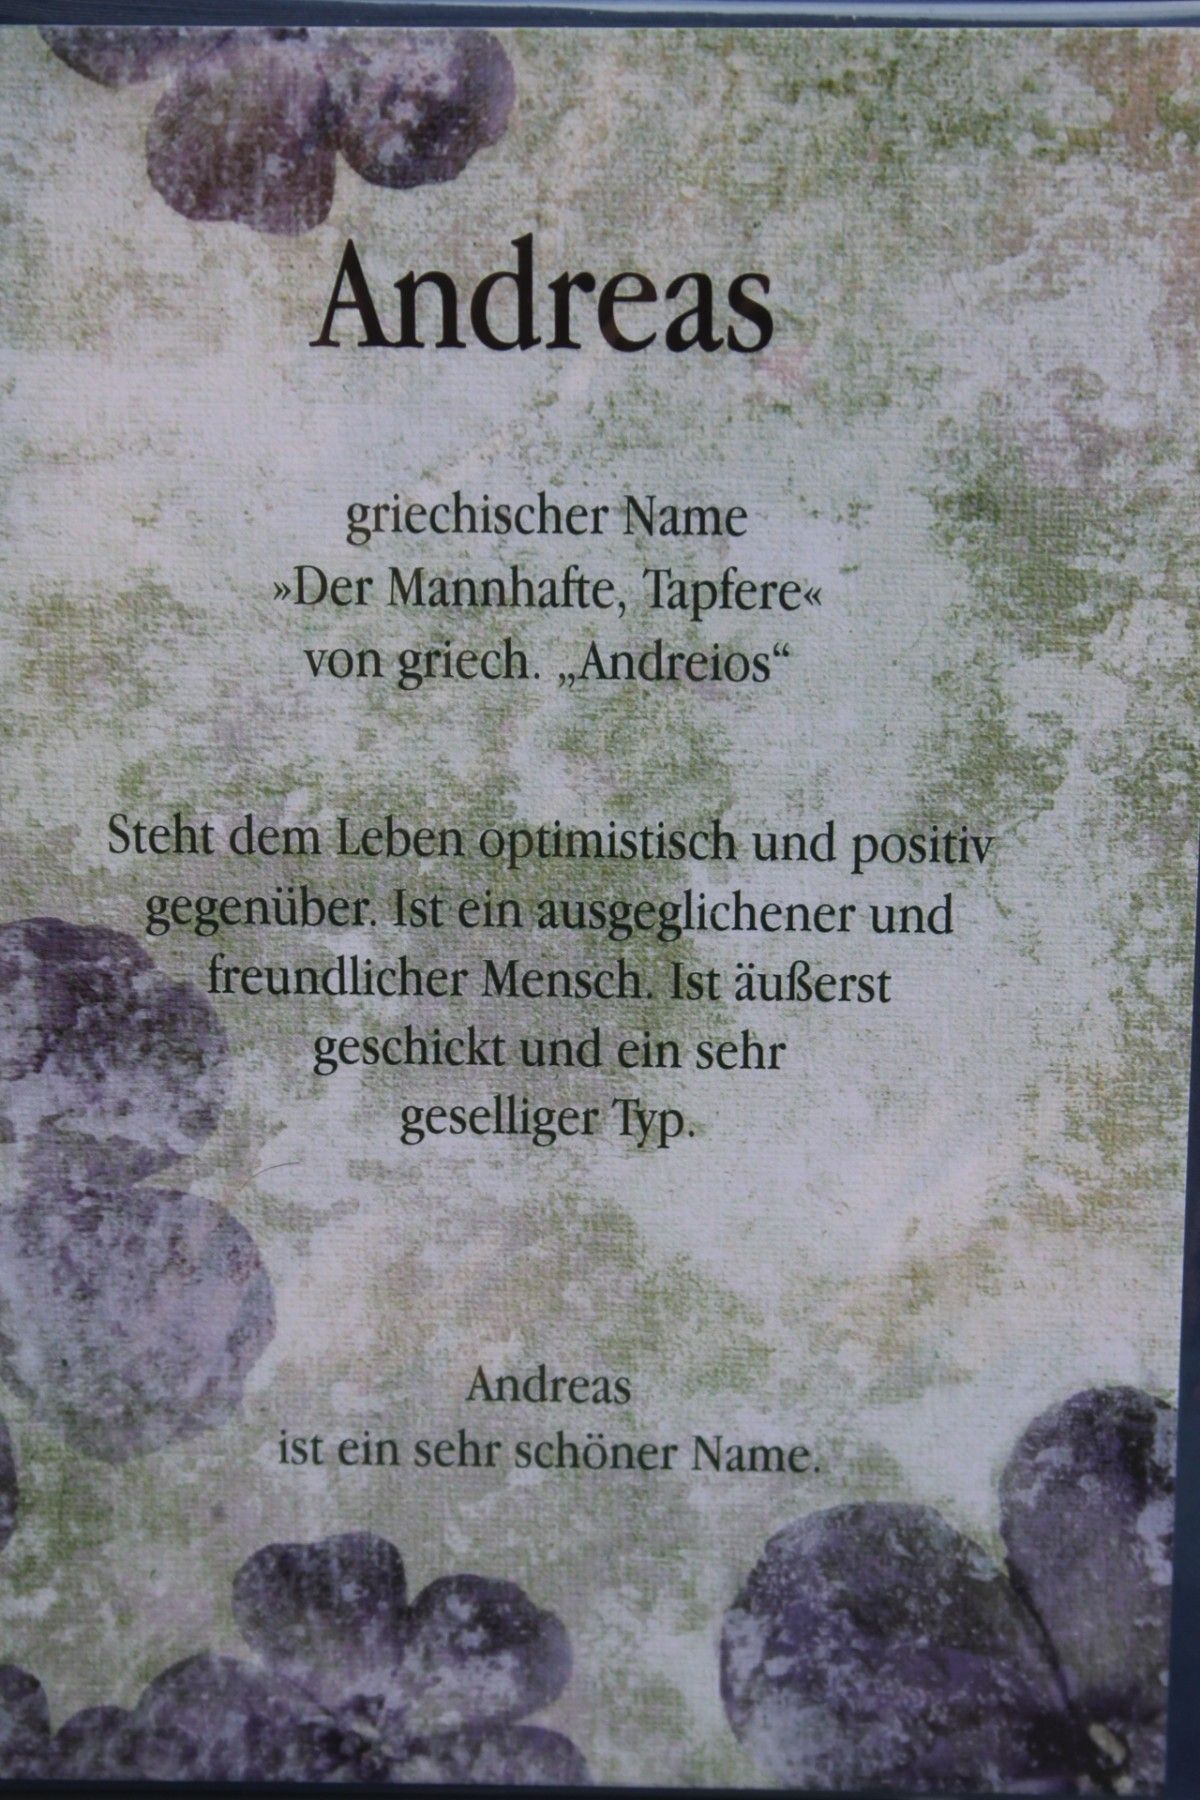 Andreas
griechischer Name
»Der Mannhafte, Tapfere«
von griech. „Andreios“
Steht dem Leben optimistisch und positiv
gegenüber. Ist ein ausgeglichener und
freundlicher Mensch. Ist äußerst
geschickt und ein sehr
geselliger Typ.
Andreas
ist ein sehr schöner Name.